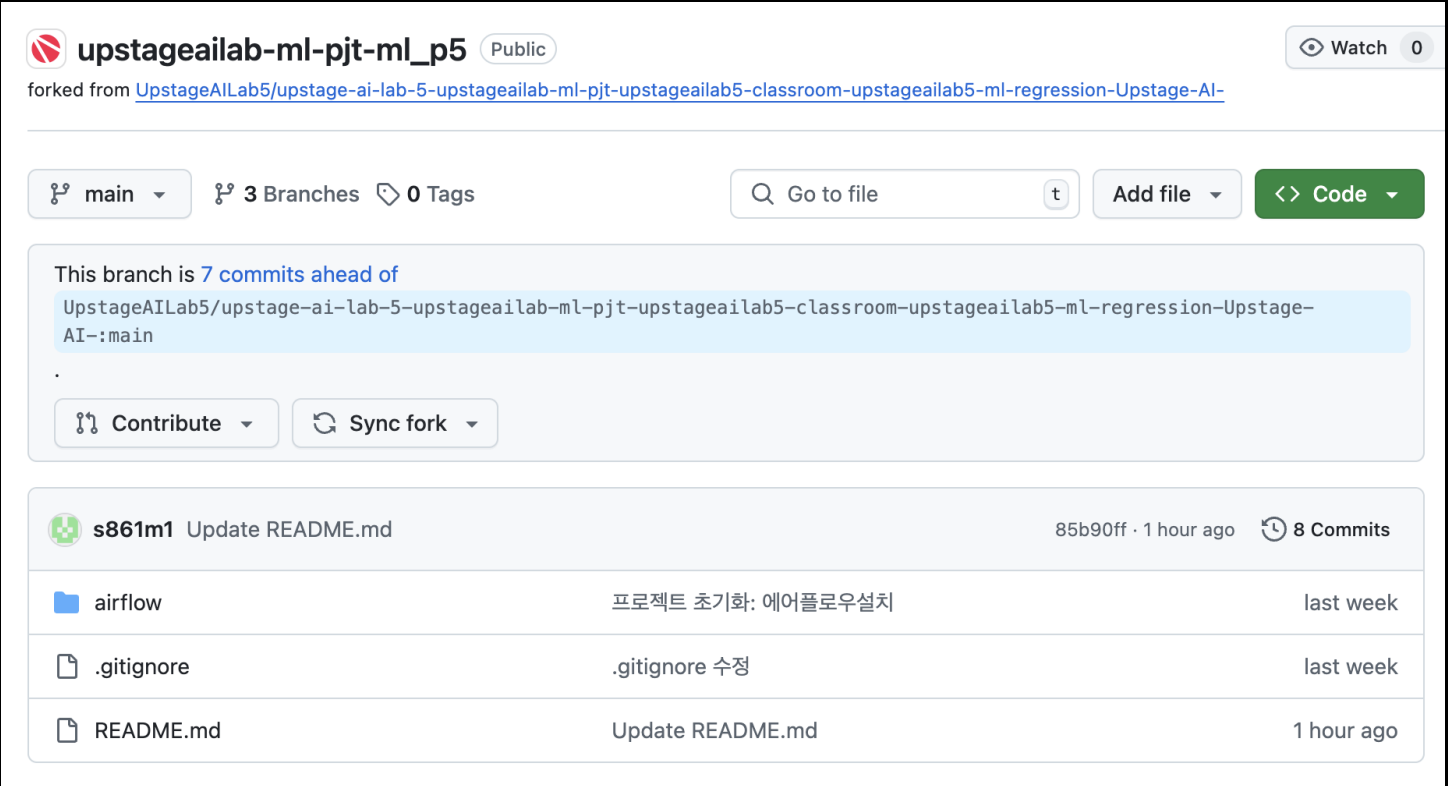 upstageailab-ml-pjt-ml_p5 Public Watch 0
forked from UpstageAILab5/upstage-ai-lab-5-upstageailab-ml-pjt-upstageailab5-classroom-upstageailab5-ml-regression-Upstage-AI-
main 3 Branches 0 Tags Go to file t Add file Code
This branch is 7 commits ahead of
UpstageAILab5/upstage-ai-lab-5-upstageailab-ml-pjt-upstageailab5-classroom-upstageailab5-ml-regression-Upstage-
AI-:main
.
Contribute Sync fork
s861m1 Update README.md 85b90ff · 1 hour ago 8 Commits
airflow 프로젝트 초기화: 에어플로우설치 last week
.gitignore .gitignore 수정 last week
README.md Update README.md 1 hour ago